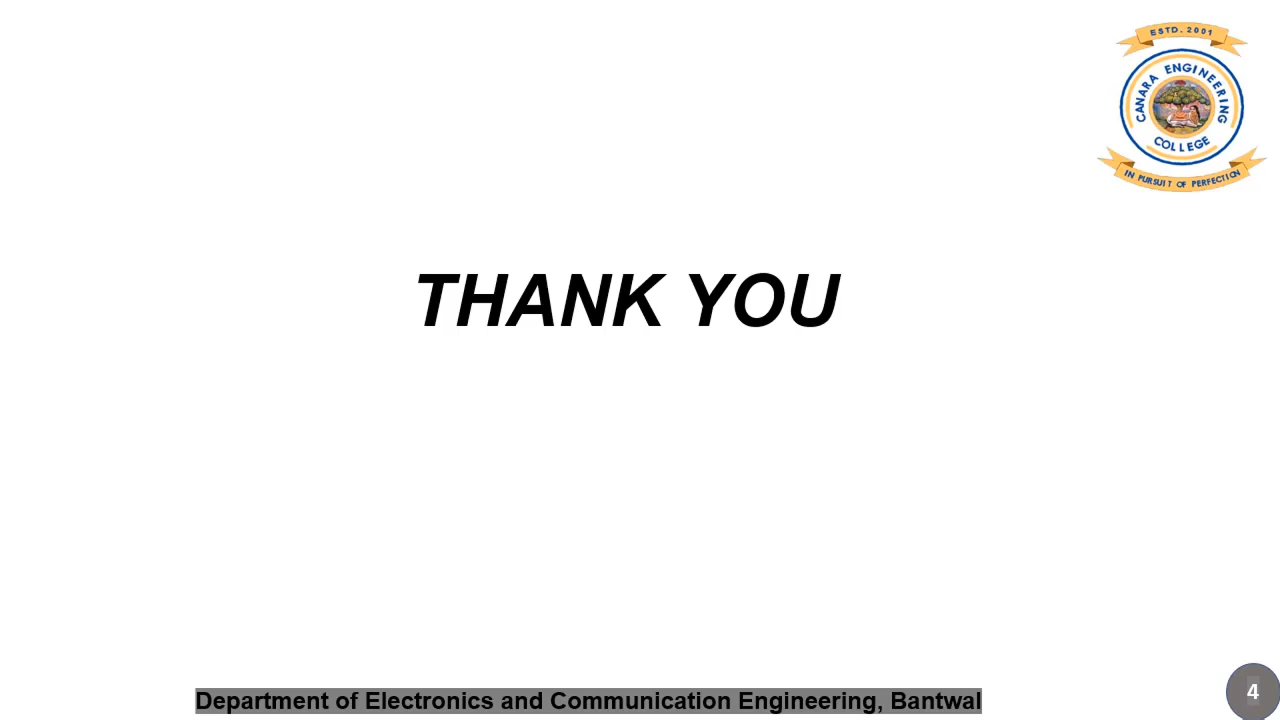 ESTD. 2001
CANARA ENGINEERING
COLLEGE
IN PURSUIT OF PERFECTION
THANK YOU
Department of Electronics and Communication Engineering, Bantwal
4